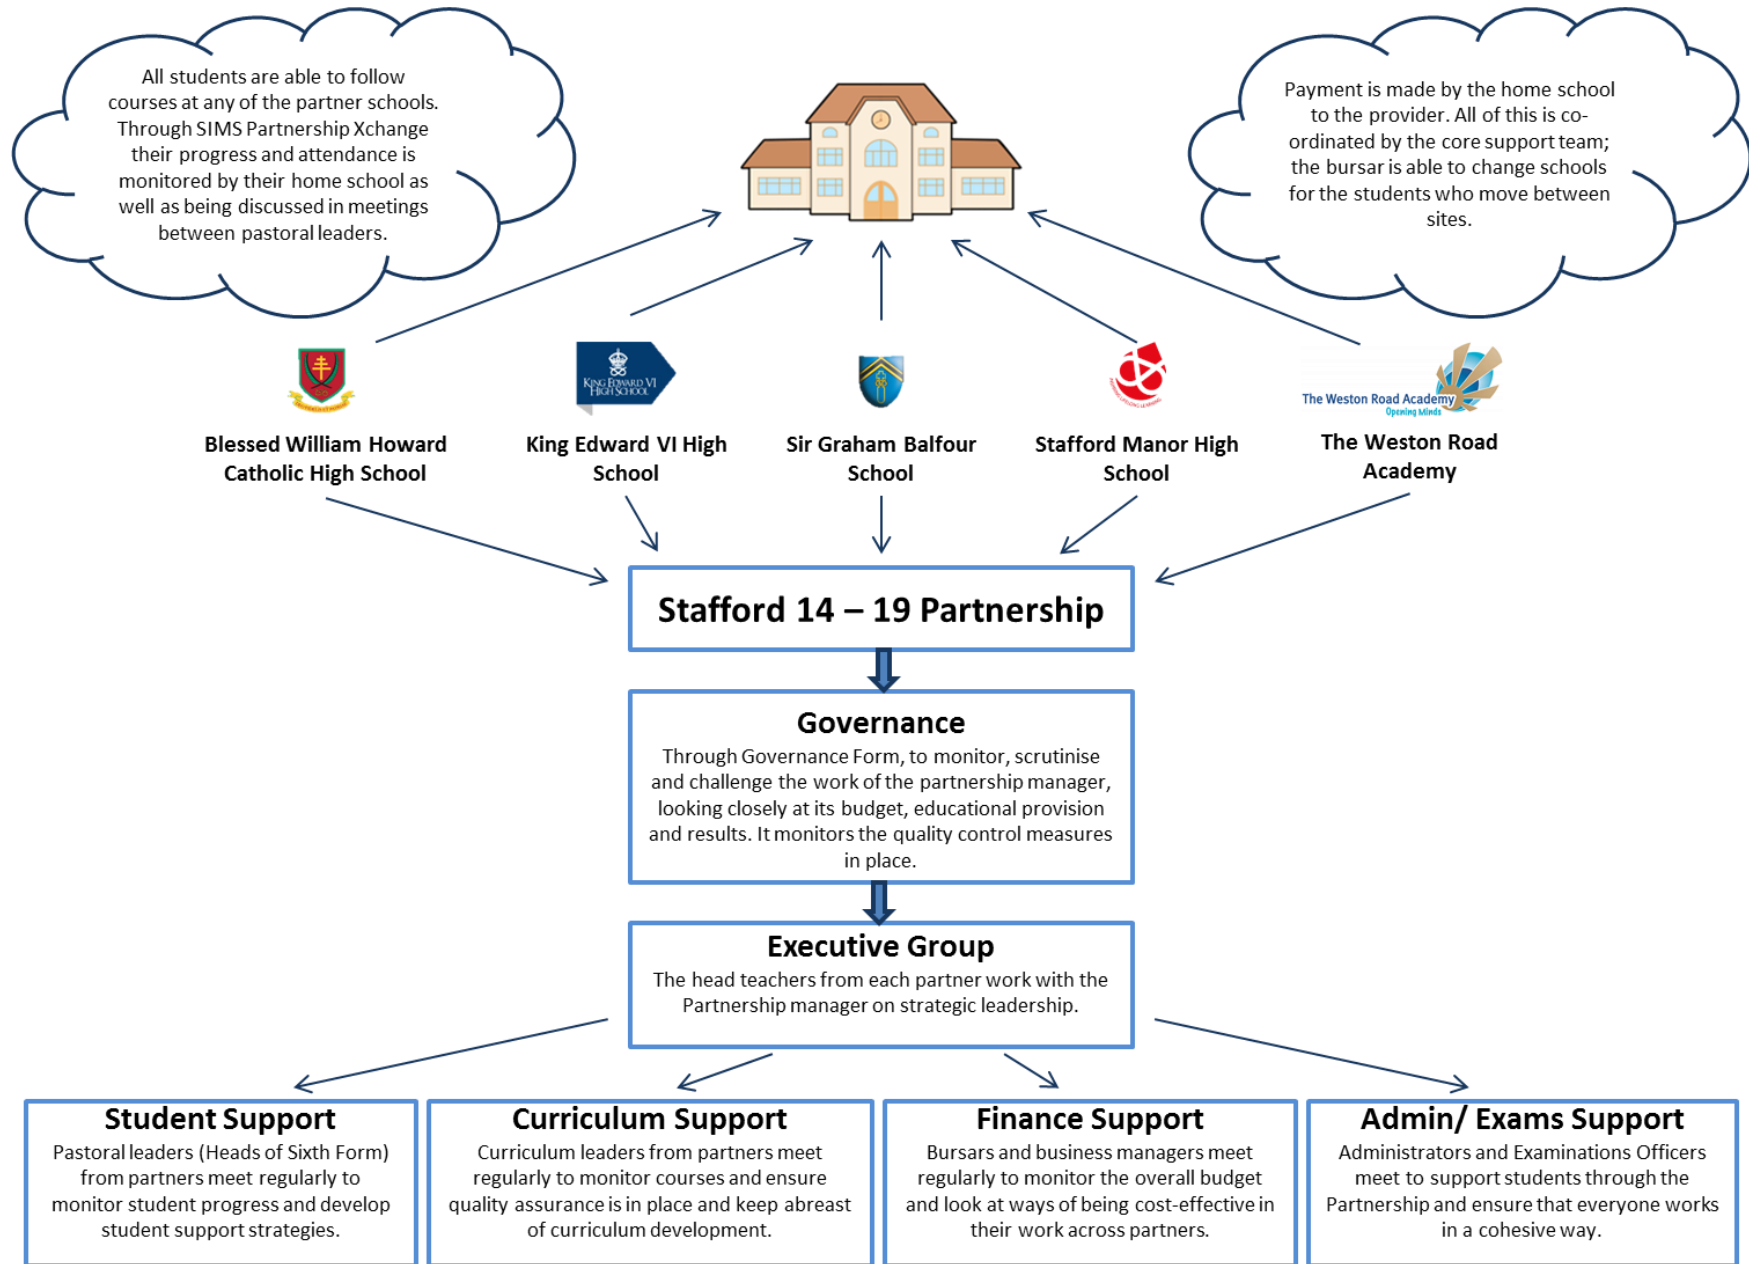 All students are able to follow
courses at any of the partner schools.
Through SIMS Partnership Xchange
their progress and attendance is
monitored by their home school as
well as being discussed in meetings
between pastoral leaders.
Payment is made by the home school
to the provider. All of this is co-
ordinated by the core support team;
the bursar is able to change schools
for the students who move between
sites.
KING EDWARD VI
HIGH SCHOOL
The Weston Road Academy
Opening Minds
Blessed William Howard
Catholic High School
King Edward VI High
School
Sir Graham Balfour
School
Stafford Manor High
School
The Weston Road
Academy
Stafford 14 – 19 Partnership
Governance
Through Governance Form, to monitor, scrutinise
and challenge the work of the partnership manager,
looking closely at its budget, educational provision
and results. It monitors the quality control measures
in place.
Executive Group
The head teachers from each partner work with the
Partnership manager on strategic leadership.
Student Support
Pastoral leaders (Heads of Sixth Form)
from partners meet regularly to
monitor student progress and develop
student support strategies.
Curriculum Support
Curriculum leaders from partners meet
regularly to monitor courses and ensure
quality assurance is in place and keep abreast
of curriculum development.
Finance Support
Bursars and business managers meet
regularly to monitor the overall budget
and look at ways of being cost-effective in
their work across partners.
Admin/ Exams Support
Administrators and Examinations Officers
meet to support students through the
Partnership and ensure that everyone works
in a cohesive way.